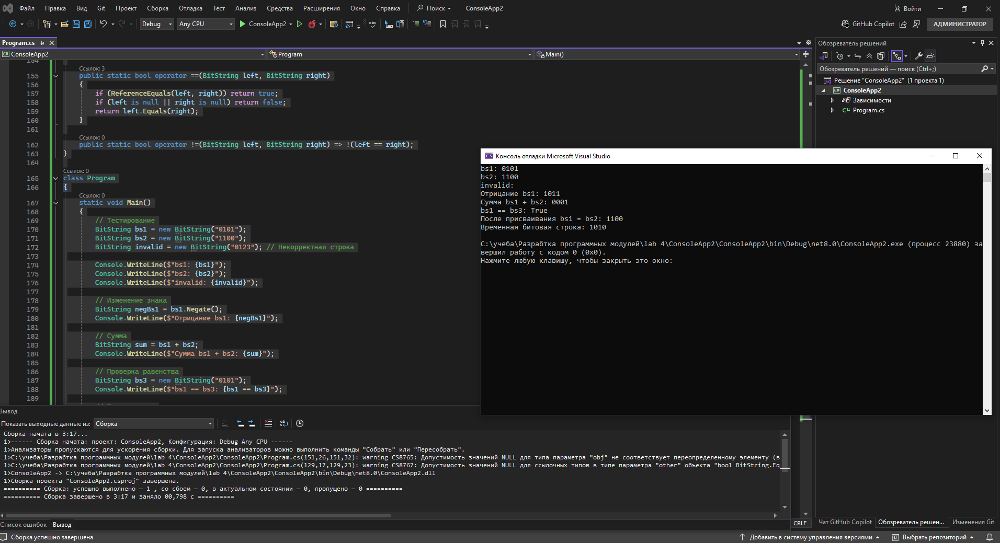 Файл Правка Вид Git Проект Сборка Отладка Тест Анализ Средства Расширения Окно Справка Поиск ConsoleApp2 Войти
Debug Any CPU ConsoleApp2 GitHub Copilot АДМИНИСТРАТОР
Program.cs
ConsoleApp2 Program Main()
154
Ссылок: 3
155 public static bool operator ==(BitString left, BitString right)
156 {
157 if (ReferenceEquals(left, right)) return true;
158 if (left is null || right is null) return false;
159 return left.Equals(right);
160 }
161
Ссылок: 0
162 public static bool operator !=(BitString left, BitString right) => !(left == right);
163 }
164
Ссылок: 0
165 class Program
166 {
Ссылок: 0
167 static void Main()
168 {
169 // Тестирование
170 BitString bs1 = new BitString("0101");
171 BitString bs2 = new BitString("1100");
172 BitString invalid = new BitString("0123"); // Некорректная строка
173
174 Console.WriteLine($"bs1: {bs1}");
175 Console.WriteLine($"bs2: {bs2}");
176 Console.WriteLine($"invalid: {invalid}");
177
178 // Изменение знака
179 BitString negBs1 = bs1.Negate();
180 Console.WriteLine($"Отрицание bs1: {negBs1}");
181
182 // Сумма
183 BitString sum = bs1 + bs2;
184 Console.WriteLine($"Сумма bs1 + bs2: {sum}");
185
186 // Проверка равенства
187 BitString bs3 = new BitString("0101");
188 Console.WriteLine($"bs1 == bs3: {bs1 == bs3}");
189
Обозреватель решений
Обозреватель решений — поиск (Ctrl+;)
Решение "ConsoleApp2" (1 проекта 1)
ConsoleApp2
Зависимости
C# Program.cs
Консоль отладки Microsoft Visual Studio
bs1: 0101
bs2: 1100
invalid:
Отрицание bs1: 1011
Сумма bs1 + bs2: 0001
bs1 == bs3: True
После присваивания bs1 = bs2: 1100
Временная битовая строка: 1010
C:\учеба\Разрабтка программных модулей\lab 4\ConsoleApp2\ConsoleApp2\bin\Debug\net8.0\ConsoleApp2.exe (процесс 23880) за
вершил работу с кодом 0 (0x0).
Нажмите любую клавишу, чтобы закрыть это окно:
Вывод
Показать выходные данные из: Сборка
Сборка начата в 3:17...
1>------ Сборка начата: проект: ConsoleApp2, Конфигурация: Debug Any CPU ------
1>Анализаторы пропускаются для ускорения сборки. Для запуска анализаторов можно выполнить команды "Собрать" или "Пересобрать".
1>C:\учеба\Разрабтка программных модулей\lab 4\ConsoleApp2\ConsoleApp2\Program.cs(151,26,151,32): warning CS8765: Допустимость значений NULL для типа параметра "obj" не соответствует переопределенному элементу (в
1>C:\учеба\Разрабтка программных модулей\lab 4\ConsoleApp2\ConsoleApp2\Program.cs(129,17,129,23): warning CS8767: Допустимость значений NULL для ссылочных типов в типе параметра "other" объекта "bool BitString.Eq
1>ConsoleApp2 -> C:\учеба\Разрабтка программных модулей\lab 4\ConsoleApp2\ConsoleApp2\bin\Debug\net8.0\ConsoleApp2.dll
1>Сборка проекта "ConsoleApp2.csproj" завершена.
========== Сборка: успешно выполнено — 1 , со сбоем — 0, в актуальном состоянии — 0, пропущено — 0 ==========
========== Сборка завершено в 3:17 и заняло 00,798 с ==========
CRLF
Список ошибок Вывод
Чат GitHub Copilot Обозреватель решен... Изменения Git
Сборка успешно завершена Добавить в систему управления версиями Выбрать репозиторий